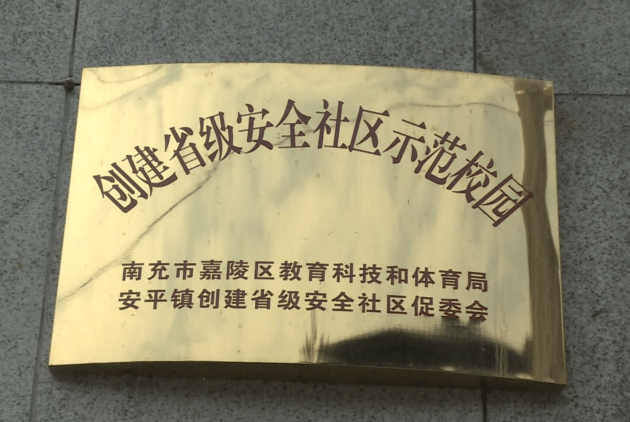 创建省级安全社区示范校园
南充市嘉陵区教育科技和体育局
安平镇创建省级安全社区促委会